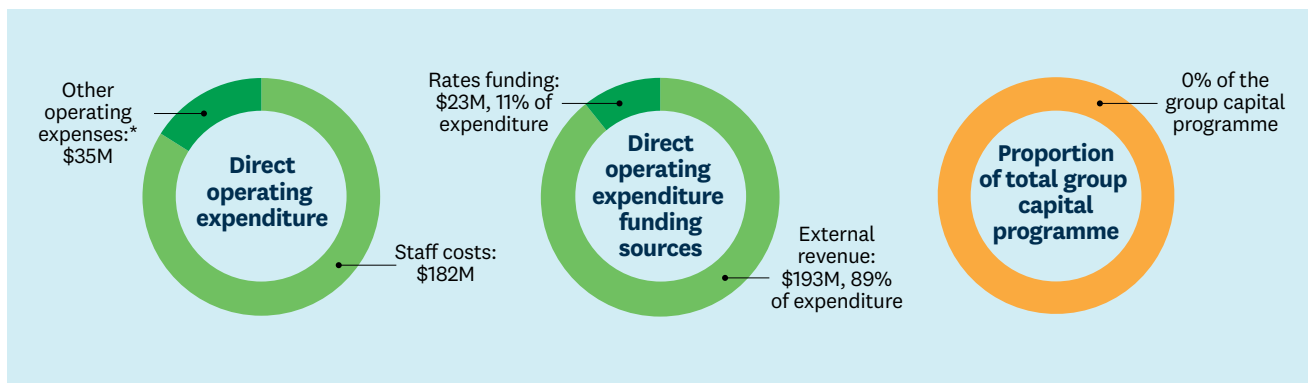 Other
operating
expenses:*
$35M
Direct
operating
expenditure
Staff costs:
$182M
Rates funding:
$23M, 11% of
expenditure
Direct
operating
expenditure
funding
sources
External
revenue:
$193M, 89%
of expenditure
0% of the
group capital
programme
Proportion
of total group
capital
programme